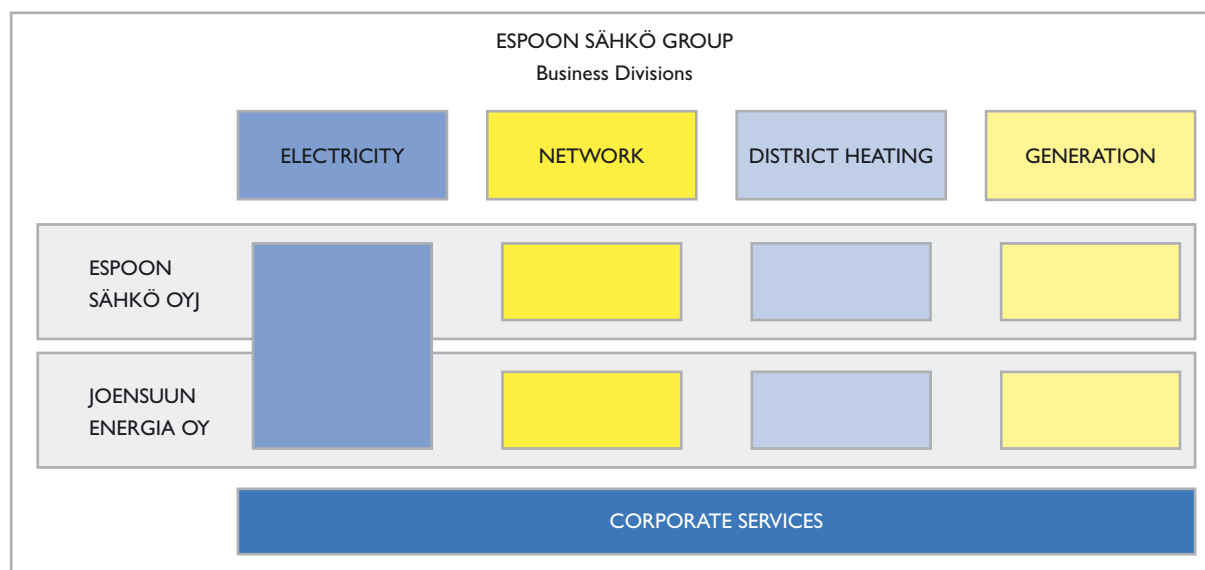 ESPOON SÄHKÖ GROUP
Business Divisions
ELECTRICITY
NETWORK
DISTRICT HEATING
GENERATION
ESPOON
SÄHKÖ OYJ
JOENSUUN
ENERGIA OY
CORPORATE SERVICES